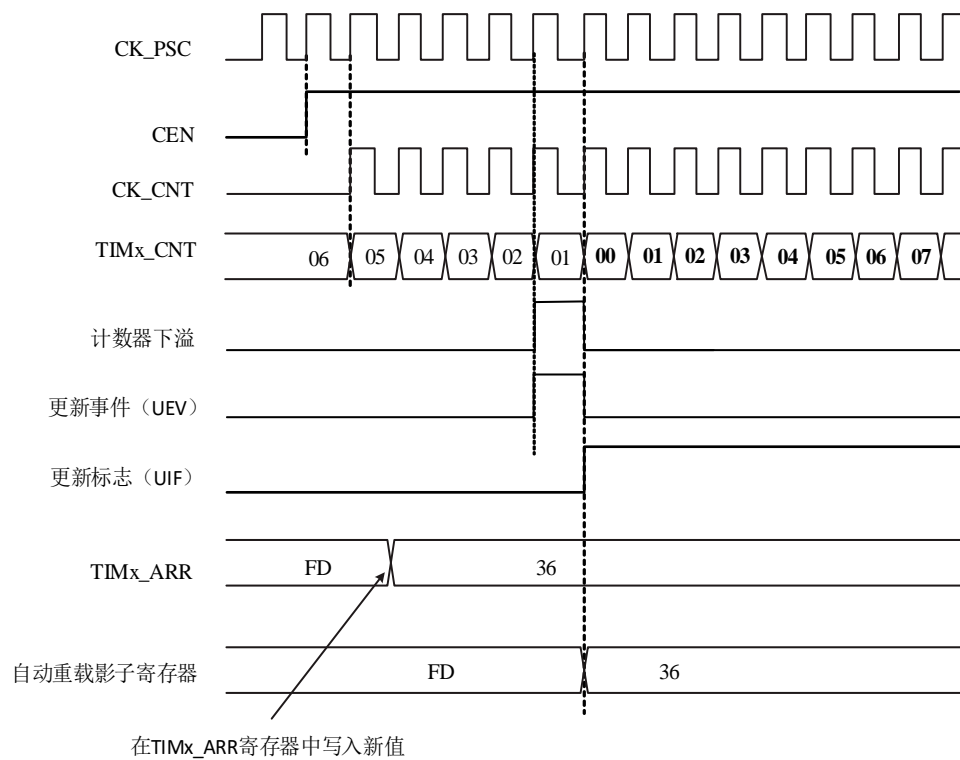 CK_PSC
CEN
CK_CNT
TIMx_CNT 06 05 04 03 02 01 00 01 02 03 04 05 06 07
计数器下溢
更新事件（UEV）
更新标志（UIF）
TIMx_ARR FD 36
自动重载影子寄存器 FD 36
在TIMx_ARR寄存器中写入新值